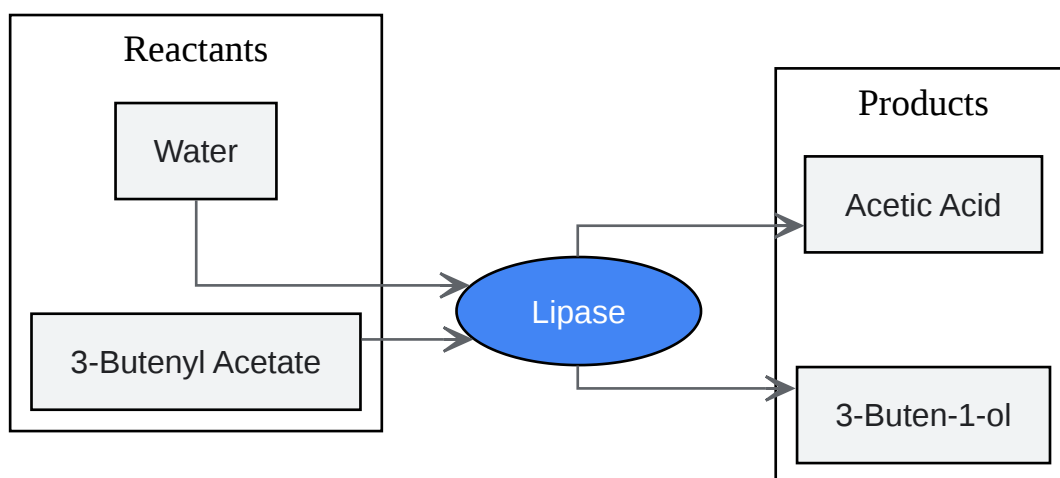 Reactants
Water
3-Butenyl Acetate
Lipase
Products
Acetic Acid
3-Buten-1-ol